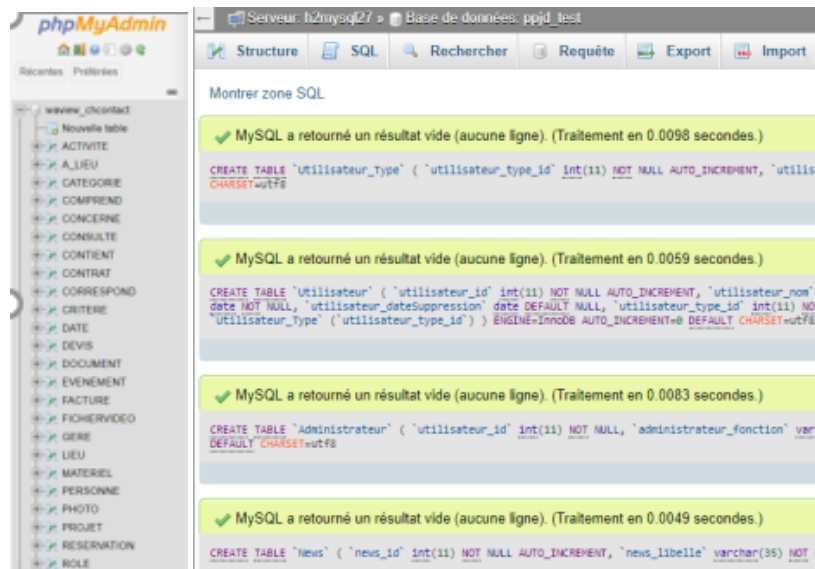 phpMyAdmin
Récentes Préférées
waview_chcontact
Nouvelle table
ACTIVITE
A_LIEU
CATEGORIE
COMPREND
CONCERNE
CONSULTE
CONTIENT
CONTRAT
CORRESPOND
CRITERE
DATE
DEVIS
DOCUMENT
EVENEMENT
FACTURE
FICHIERVIDEO
GERE
LIEU
MATERIEL
PERSONNE
PHOTO
PROJET
RESERVATION
ROLE
Serveur: h2mysql27 » Base de données: ppjd_test
Structure SQL Rechercher Requête Export Import
Montrer zone SQL
MySQL a retourné un résultat vide (aucune ligne). (Traitement en 0.0098 secondes.)
CREATE TABLE `Utilisateur_Type` ( `utilisateur_type_id` int(11) NOT NULL AUTO_INCREMENT, `utilis
CHARSET=utf8
MySQL a retourné un résultat vide (aucune ligne). (Traitement en 0.0059 secondes.)
CREATE TABLE `Utilisateur` ( `utilisateur_id` int(11) NOT NULL AUTO_INCREMENT, `utilisateur_nom`
date NOT NULL, `utilisateur_dateSuppression` date DEFAULT NULL, `utilisateur_type_id` int(11) NO
`Utilisateur_Type` (`utilisateur_type_id`) ) ENGINE=InnoDB AUTO_INCREMENT=0 DEFAULT CHARSET=utf8
MySQL a retourné un résultat vide (aucune ligne). (Traitement en 0.0083 secondes.)
CREATE TABLE `Administrateur` ( `utilisateur_id` int(11) NOT NULL, `administrateur_fonction` var
DEFAULT CHARSET=utf8
MySQL a retourné un résultat vide (aucune ligne). (Traitement en 0.0049 secondes.)
CREATE TABLE `News` ( `news_id` int(11) NOT NULL AUTO_INCREMENT, `news_libelle` varchar(35) NOT